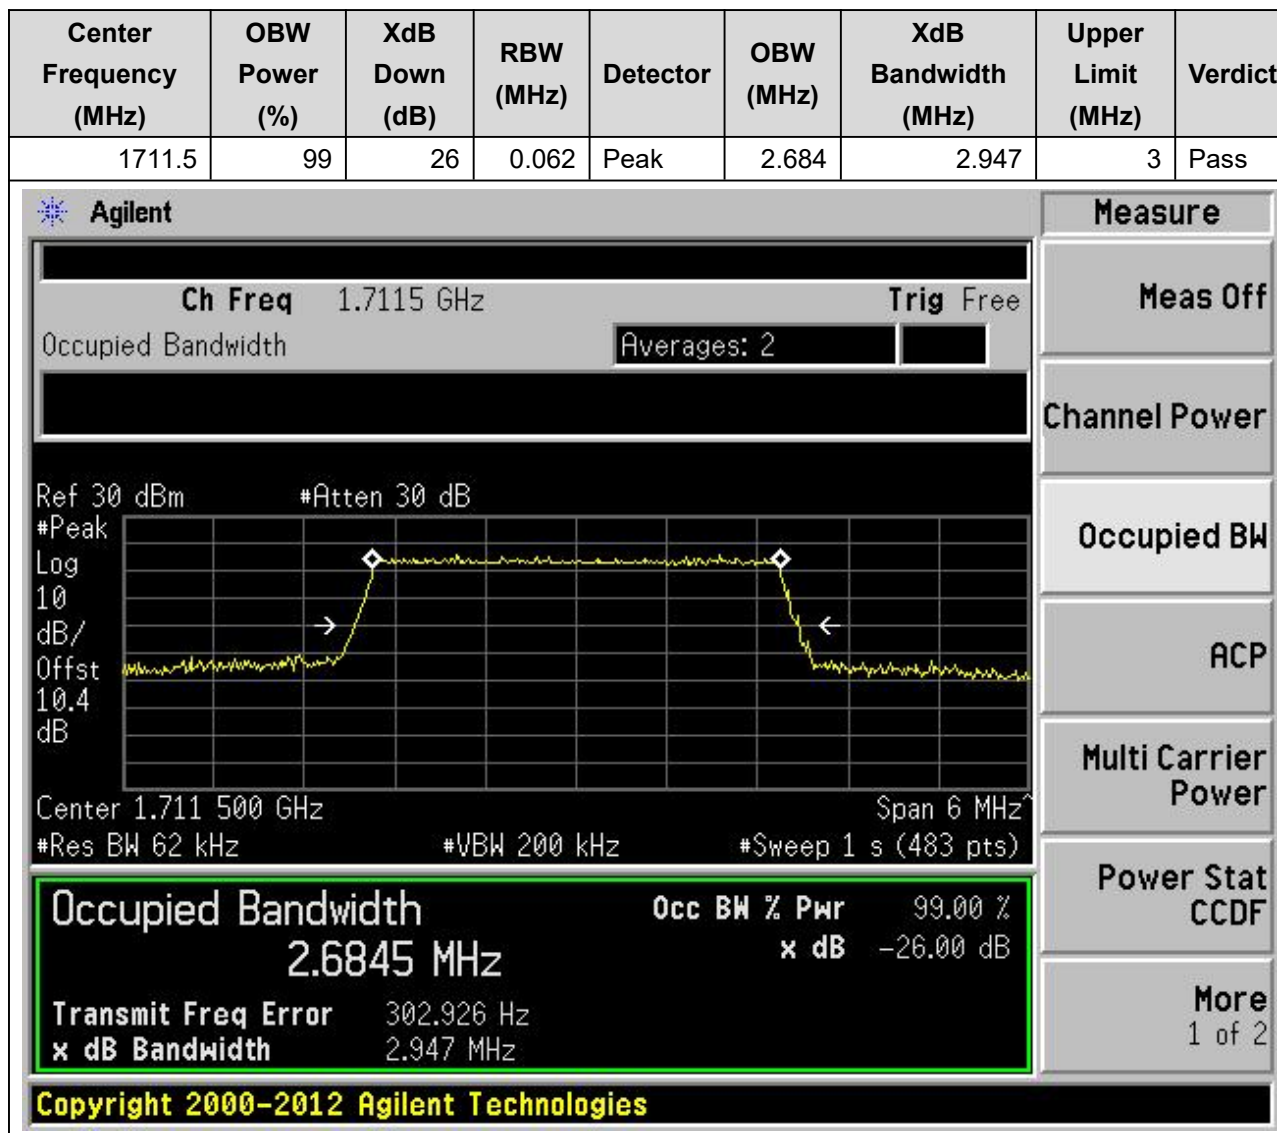 Center Frequency (MHz) OBW Power (%) XdB Down (dB) RBW (MHz) Detector OBW (MHz) XdB Bandwidth (MHz) Upper Limit (MHz) Verdict
1711.5 99 26 0.062 Peak 2.684 2.947 3 Pass
Agilent
Ch Freq 1.7115 GHz Trig Free
Occupied Bandwidth Averages: 2
Ref 30 dBm #Atten 30 dB
#Peak
Log
10
dB/
Offst
10.4
dB
Center 1.711 500 GHz Span 6 MHz^
#Res BW 62 kHz #VBW 200 kHz #Sweep 1 s (483 pts)
Occupied Bandwidth Occ BW % Pwr 99.00 %
2.6845 MHz x dB -26.00 dB
Transmit Freq Error 302.926 Hz
x dB Bandwidth 2.947 MHz
Copyright 2000-2012 Agilent Technologies
Measure
Meas Off
Channel Power
Occupied BW
ACP
Multi Carrier
Power
Power Stat
CCDF
More
1 of 2